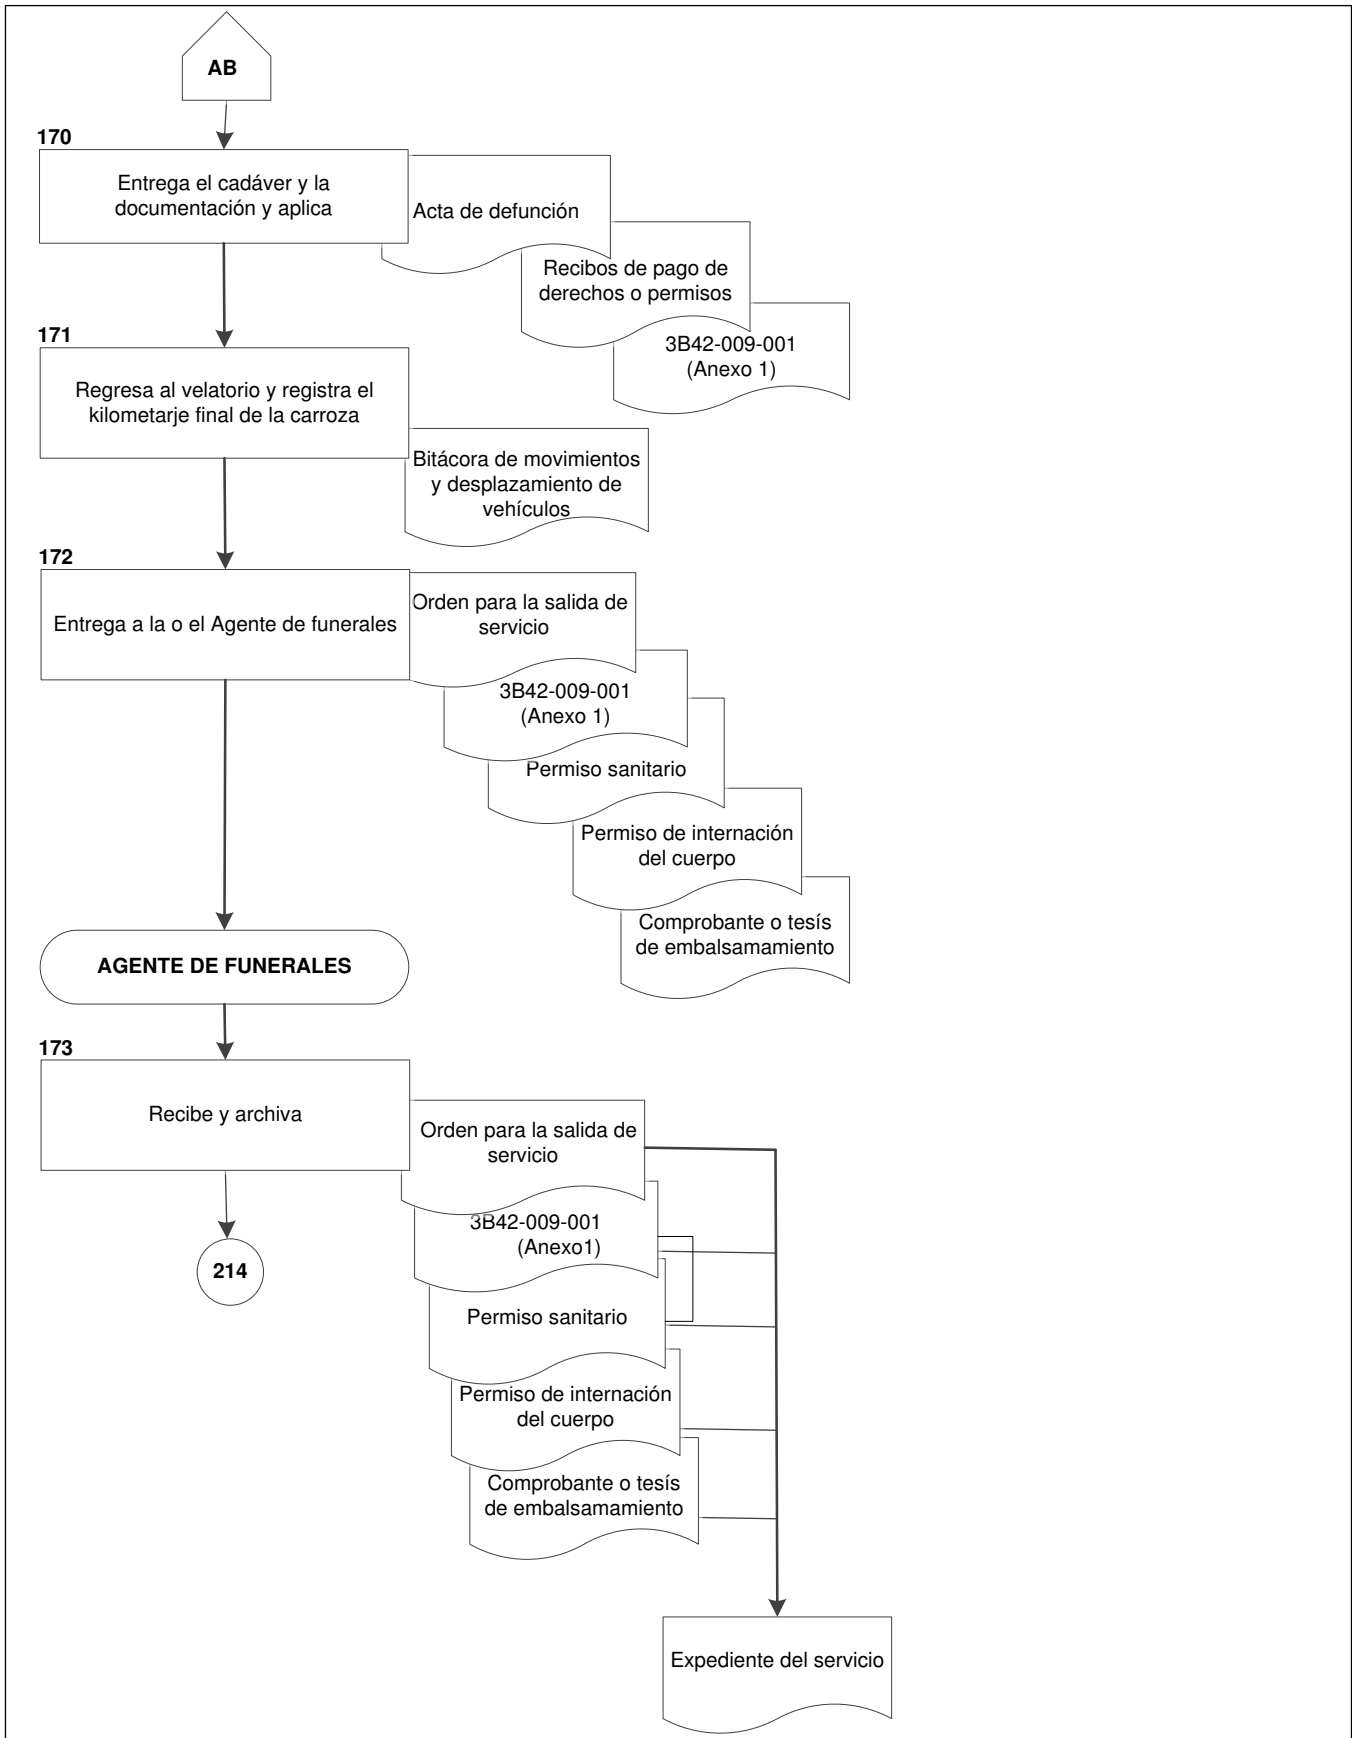 AB
170
Entrega el cadáver y la
documentación y aplica
Acta de defunción
Recibos de pago de
derechos o permisos
3B42-009-001
(Anexo 1)
171
Regresa al velatorio y registra el
kilometarje final de la carroza
Bitácora de movimientos
y desplazamiento de
vehículos
172
Entrega a la o el Agente de funerales
Orden para la salida de
servicio
3B42-009-001
(Anexo 1)
Permiso sanitario
Permiso de internación
del cuerpo
Comprobante o tesís
de embalsamamiento
AGENTE DE FUNERALES
173
Recibe y archiva
Orden para la salida de
servicio
3B42-009-001
(Anexo1)
Permiso sanitario
Permiso de internación
del cuerpo
Comprobante o tesís
de embalsamamiento
214
Expediente del servicio